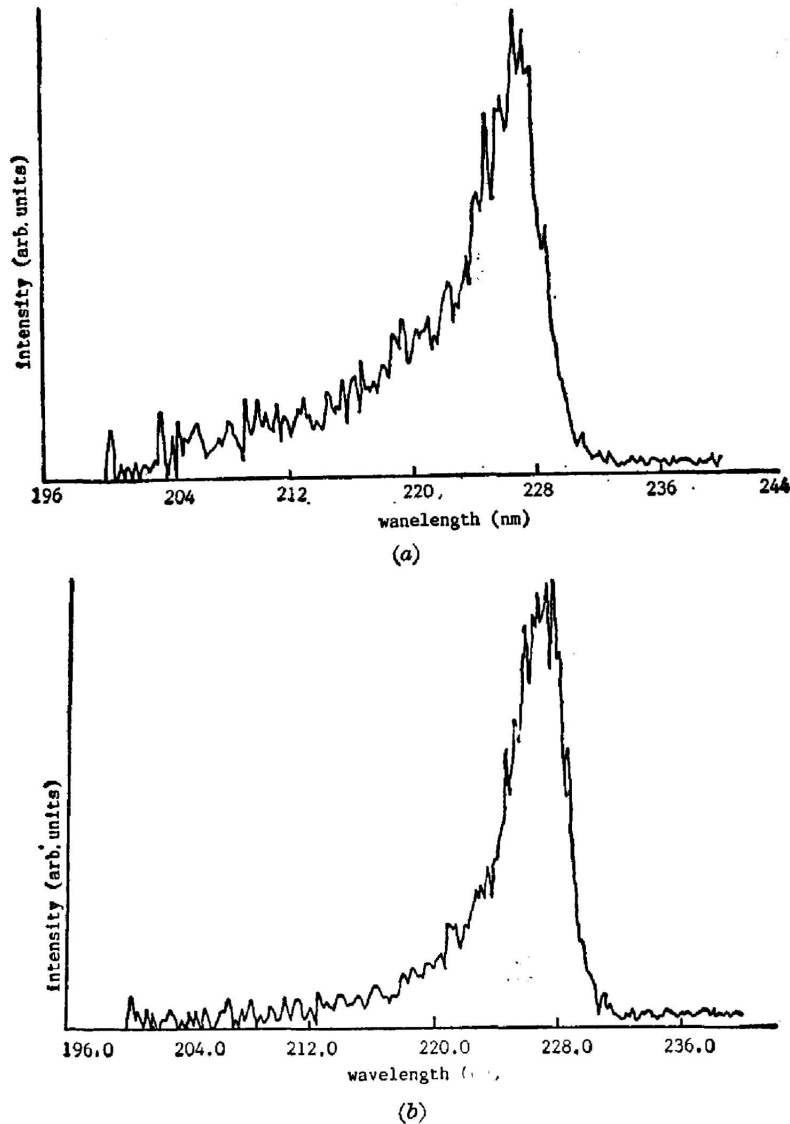 intensity (arb. units)
196 204 212 220 228 236 244
wanelength (nm)
(a)
intensity (arb. units)
196.0 204.0 212.0 220.0 228.0 236.0
wavelength (
(b)